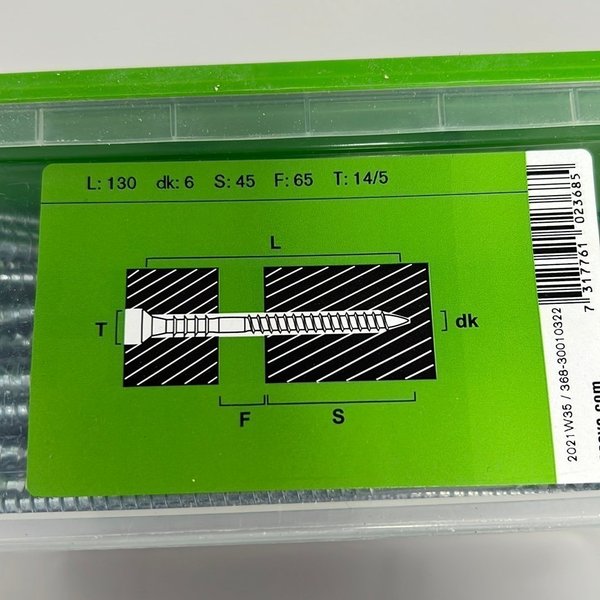 L: 130 dk: 6 S: 45 F: 65 T: 14/5
L
T
dk
F
S
7 317761 023685
2021W35 / 368-30010322